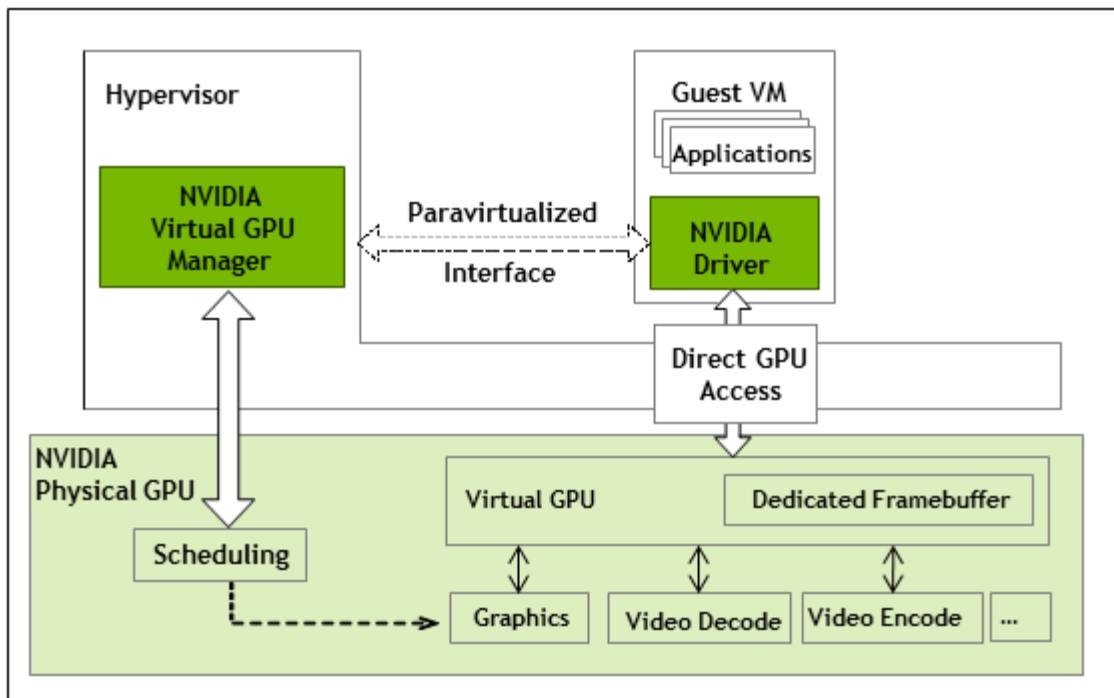 Hypervisor
NVIDIA
Virtual GPU
Manager
Paravirtualized
Interface
Guest VM
Applications
NVIDIA
Driver
Direct GPU
Access
NVIDIA
Physical GPU
Scheduling
Virtual GPU
Dedicated Framebuffer
Graphics
Video Decode
Video Encode
...